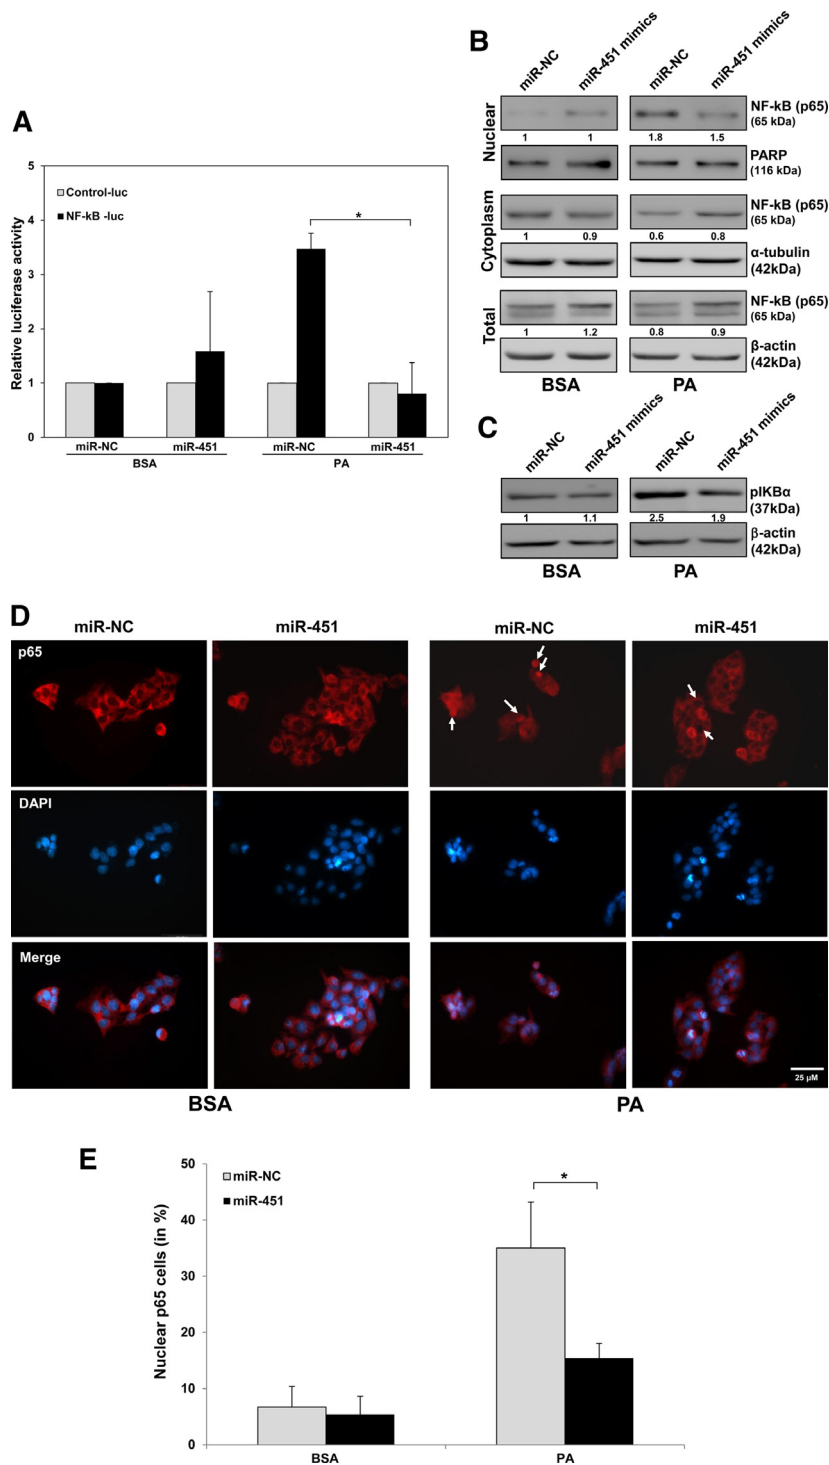 A
Relative luciferase activity
5
4
3
2
1
0
Control-luc
NF-kB -luc
*
miR-NC
miR-451
miR-NC
miR-451
BSA
PA
B
miR-NC
miR-451 mimics
miR-NC
miR-451 mimics
Nuclear
NF-kB (p65)
(65 kDa)
1 1 1.8 1.5
PARP
(116 kDa)
Cytoplasm
NF-kB (p65)
(65 kDa)
1 0.9 0.6 0.8
α-tubulin
(42kDa)
Total
NF-kB (p65)
(65 kDa)
1 1.2 0.8 0.9
β-actin
(42kDa)
BSA PA
C
miR-NC
miR-451 mimics
miR-NC
miR-451 mimics
pIKBα
(37kDa)
1 1.1 2.5 1.9
β-actin
(42kDa)
BSA PA
D
miR-NC miR-451 miR-NC miR-451
p65
DAPI
Merge
25 µM
BSA PA
E
Nuclear p65 cells (in %)
50
40
30
20
10
0
miR-NC
miR-451
*
BSA PA